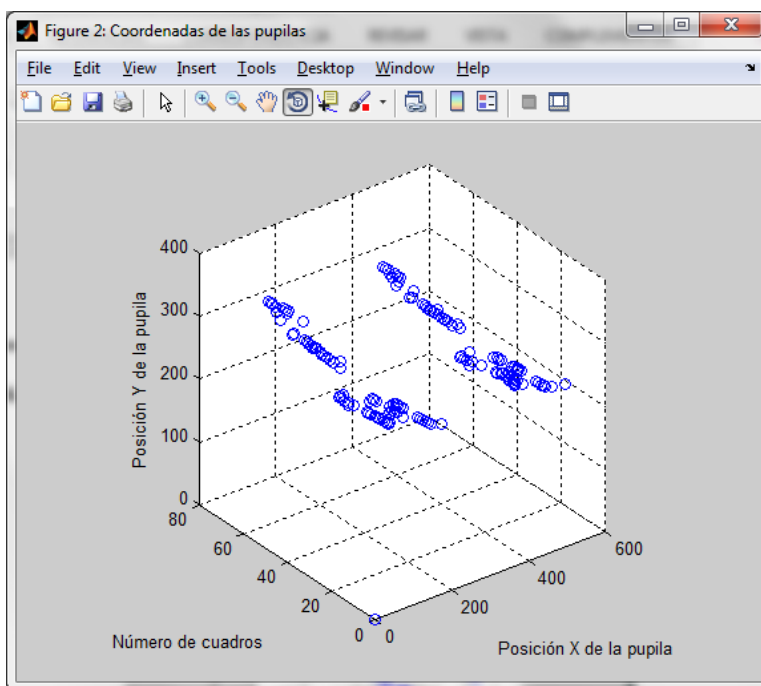 Figure 2: Coordenadas de las pupilas
File Edit View Insert Tools Desktop Window Help
400
300
200
100
0
80
60
40
20
0
0
200
400
600
Posición Y de la pupila
Número de cuadros
Posición X de la pupila